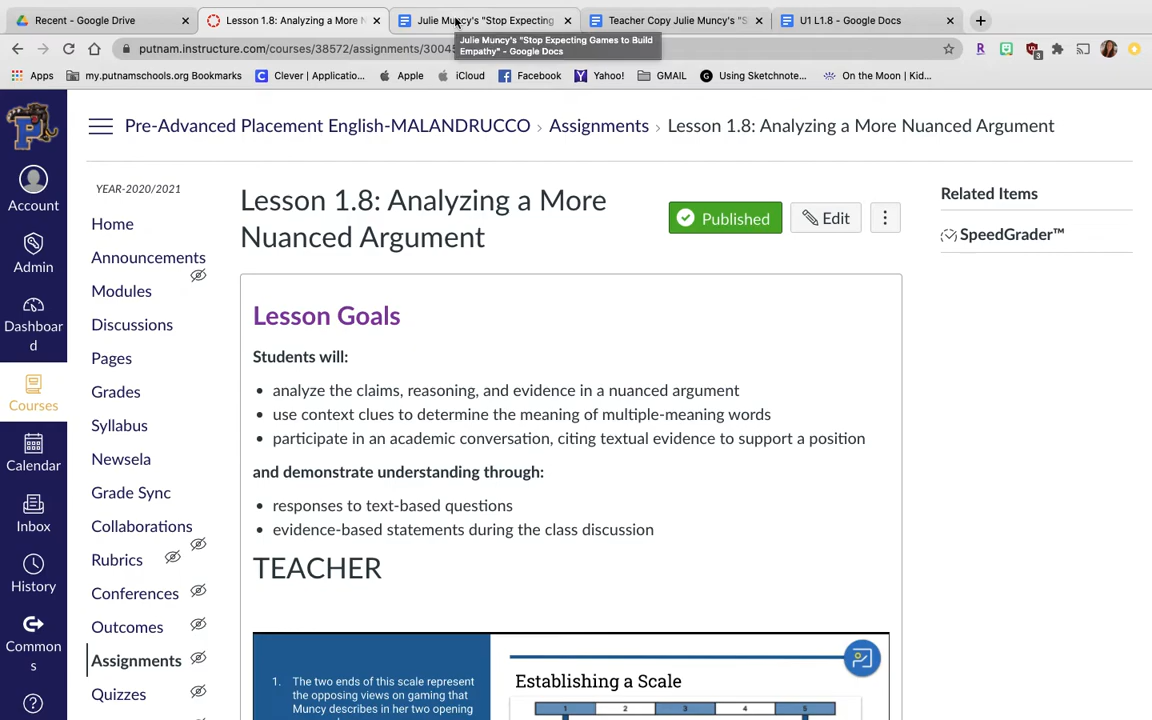 Recent - Google Drive
Lesson 1.8: Analyzing a More N
Julie Muncy's "Stop Expecting
Teacher Copy Julie Muncy's "S
U1 L1.8 - Google Docs
putnam.instructure.com/courses/38572/assignments/3004
Julie Muncy's "Stop Expecting Games to Build
Empathy" - Google Docs
Apps
my.putnamschools.org Bookmarks
Clever | Applicatio...
Apple
iCloud
Facebook
Yahoo!
GMAIL
Using Sketchnote...
On the Moon | Kid...
Pre-Advanced Placement English-MALANDRUCCO › Assignments › Lesson 1.8: Analyzing a More Nuanced Argument
Account
Admin
Dashboar
d
Courses
Calendar
Inbox
History
Common
s
YEAR-2020/2021
Home
Announcements
Modules
Discussions
Pages
Grades
Syllabus
Newsela
Grade Sync
Collaborations
Rubrics
Conferences
Outcomes
Assignments
Quizzes
Lesson 1.8: Analyzing a More
Nuanced Argument
Published
Edit
Related Items
SpeedGrader™
Lesson Goals
Students will:
• analyze the claims, reasoning, and evidence in a nuanced argument
• use context clues to determine the meaning of multiple-meaning words
• participate in an academic conversation, citing textual evidence to support a position
and demonstrate understanding through:
• responses to text-based questions
• evidence-based statements during the class discussion
TEACHER
1. The two ends of this scale represent
the opposing views on gaming that
Muncy describes in her two opening
Establishing a Scale
1 2 3 4 5